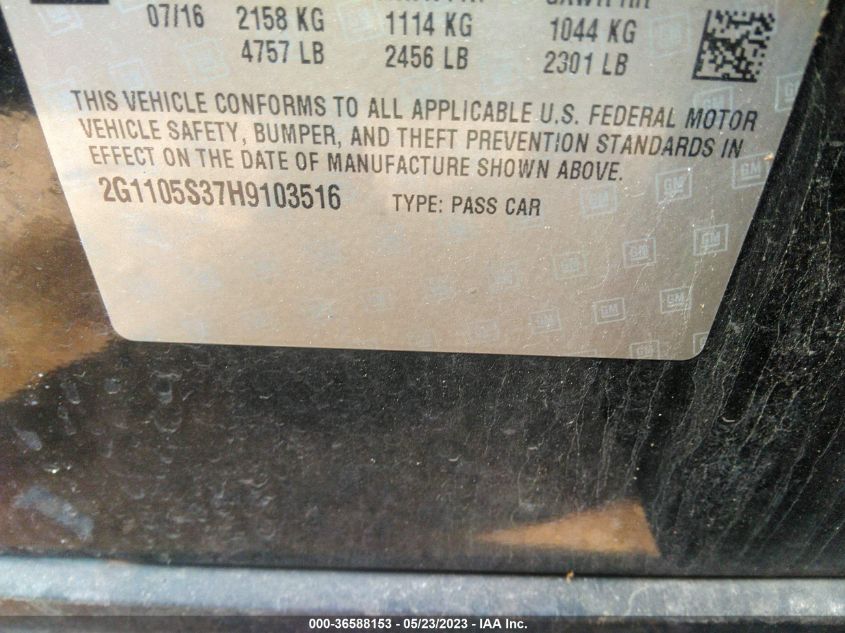 07/16 2158 KG 1114 KG 1044 KG
4757 LB 2456 LB 2301 LB
THIS VEHICLE CONFORMS TO ALL APPLICABLE U.S. FEDERAL MOTOR
VEHICLE SAFETY, BUMPER, AND THEFT PREVENTION STANDARDS IN
EFFECT ON THE DATE OF MANUFACTURE SHOWN ABOVE.
2G1105S37H9103516 TYPE: PASS CAR
000-36588153 - 05/23/2023 - IAA Inc.